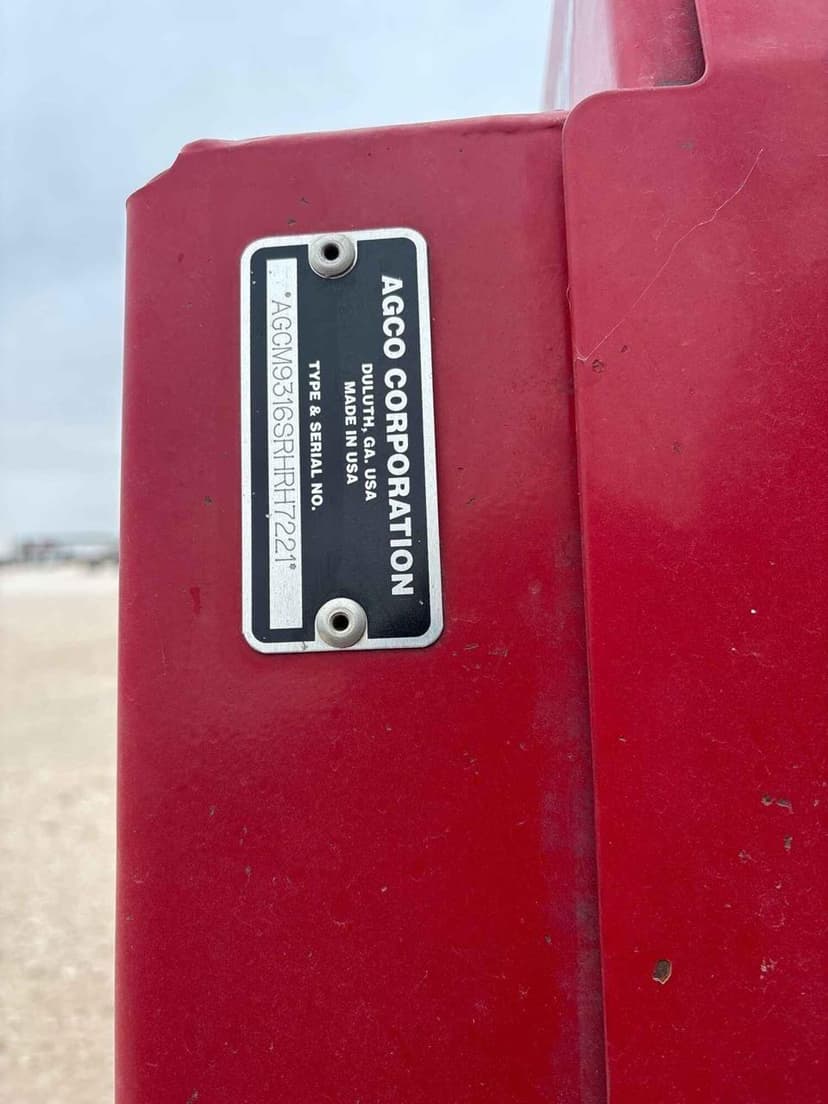 AGCO CORPORATION
DULUTH, GA. USA
MADE IN USA
TYPE & SERIAL NO.
*AGCM9316SRHRH7221*